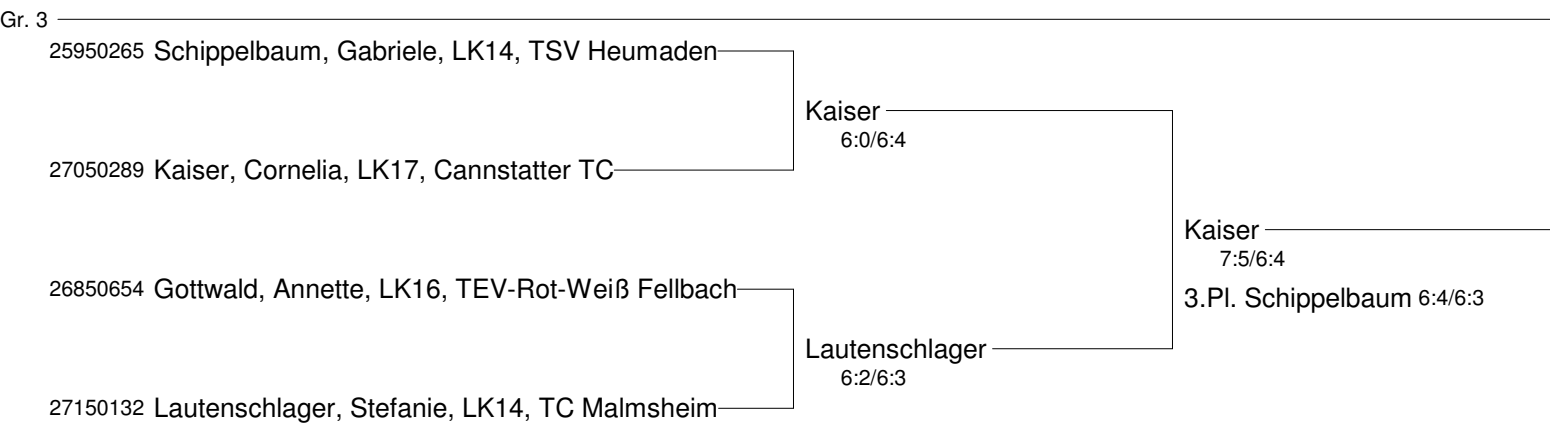 Gr. 3
25950265 Schippelbaum, Gabriele, LK14, TSV Heumaden
Kaiser
6:0/6:4
27050289 Kaiser, Cornelia, LK17, Cannstatter TC
Kaiser
7:5/6:4
26850654 Gottwald, Annette, LK16, TEV-Rot-Weiß Fellbach
3.Pl. Schippelbaum 6:4/6:3
Lautenschlager
6:2/6:3
27150132 Lautenschlager, Stefanie, LK14, TC Malmsheim